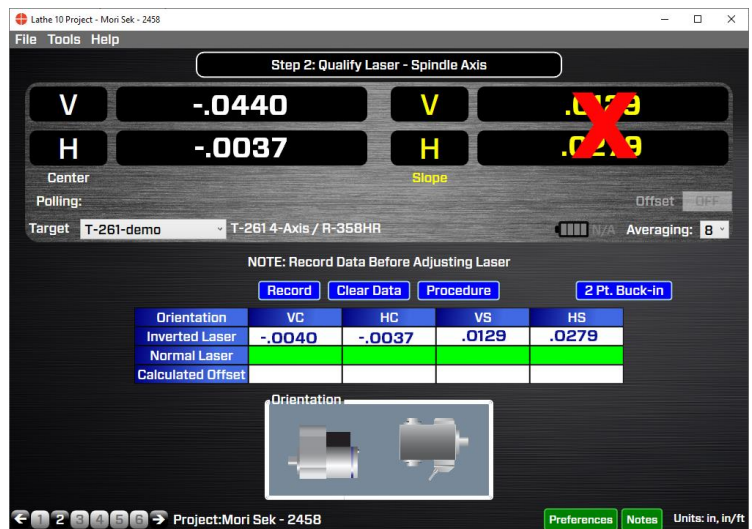 Lathe 10 Project - Mori Sek - 2458
File Tools Help
Step 2: Qualify Laser - Spindle Axis
V -.0440 V
H -.0037 H
Center Slope
Polling: Offset OFF
Target T-261-demo T-261 4-Axis / R-358HR N/A Averaging: 8
NOTE: Record Data Before Adjusting Laser
Record Clear Data Procedure 2 Pt. Buck-in
Orientation VC HC VS HS
Inverted Laser -.0040 -.0037 .0129 .0279
Normal Laser
Calculated Offset
Orientation
1 2 3 4 5 6 Project:Mori Sek - 2458 Preferences Notes Units: in, in/ft